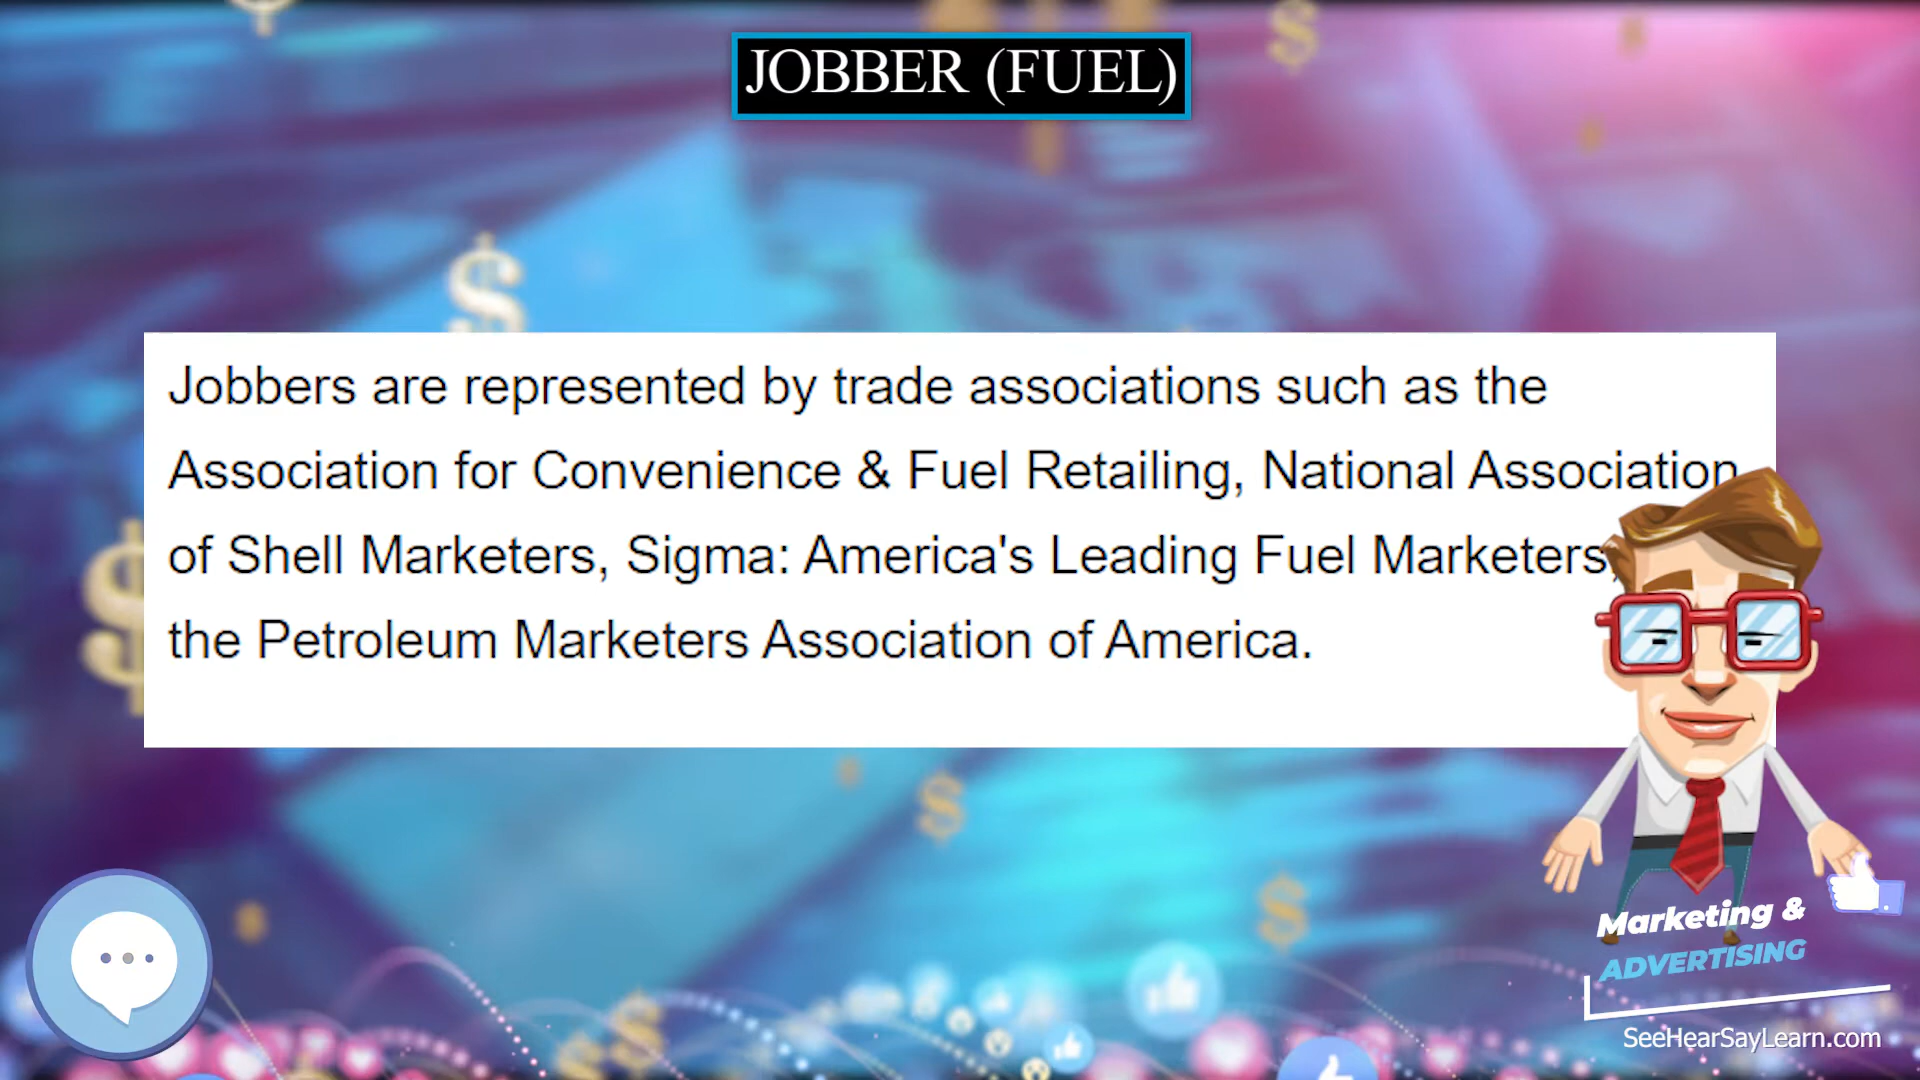 JOBBER (FUEL)
Jobbers are represented by trade associations such as the
Association for Convenience & Fuel Retailing, National Association
of Shell Marketers, Sigma: America's Leading Fuel Marketers,
the Petroleum Marketers Association of America.
Marketing &
ADVERTISING
SeeHearSayLearn.com